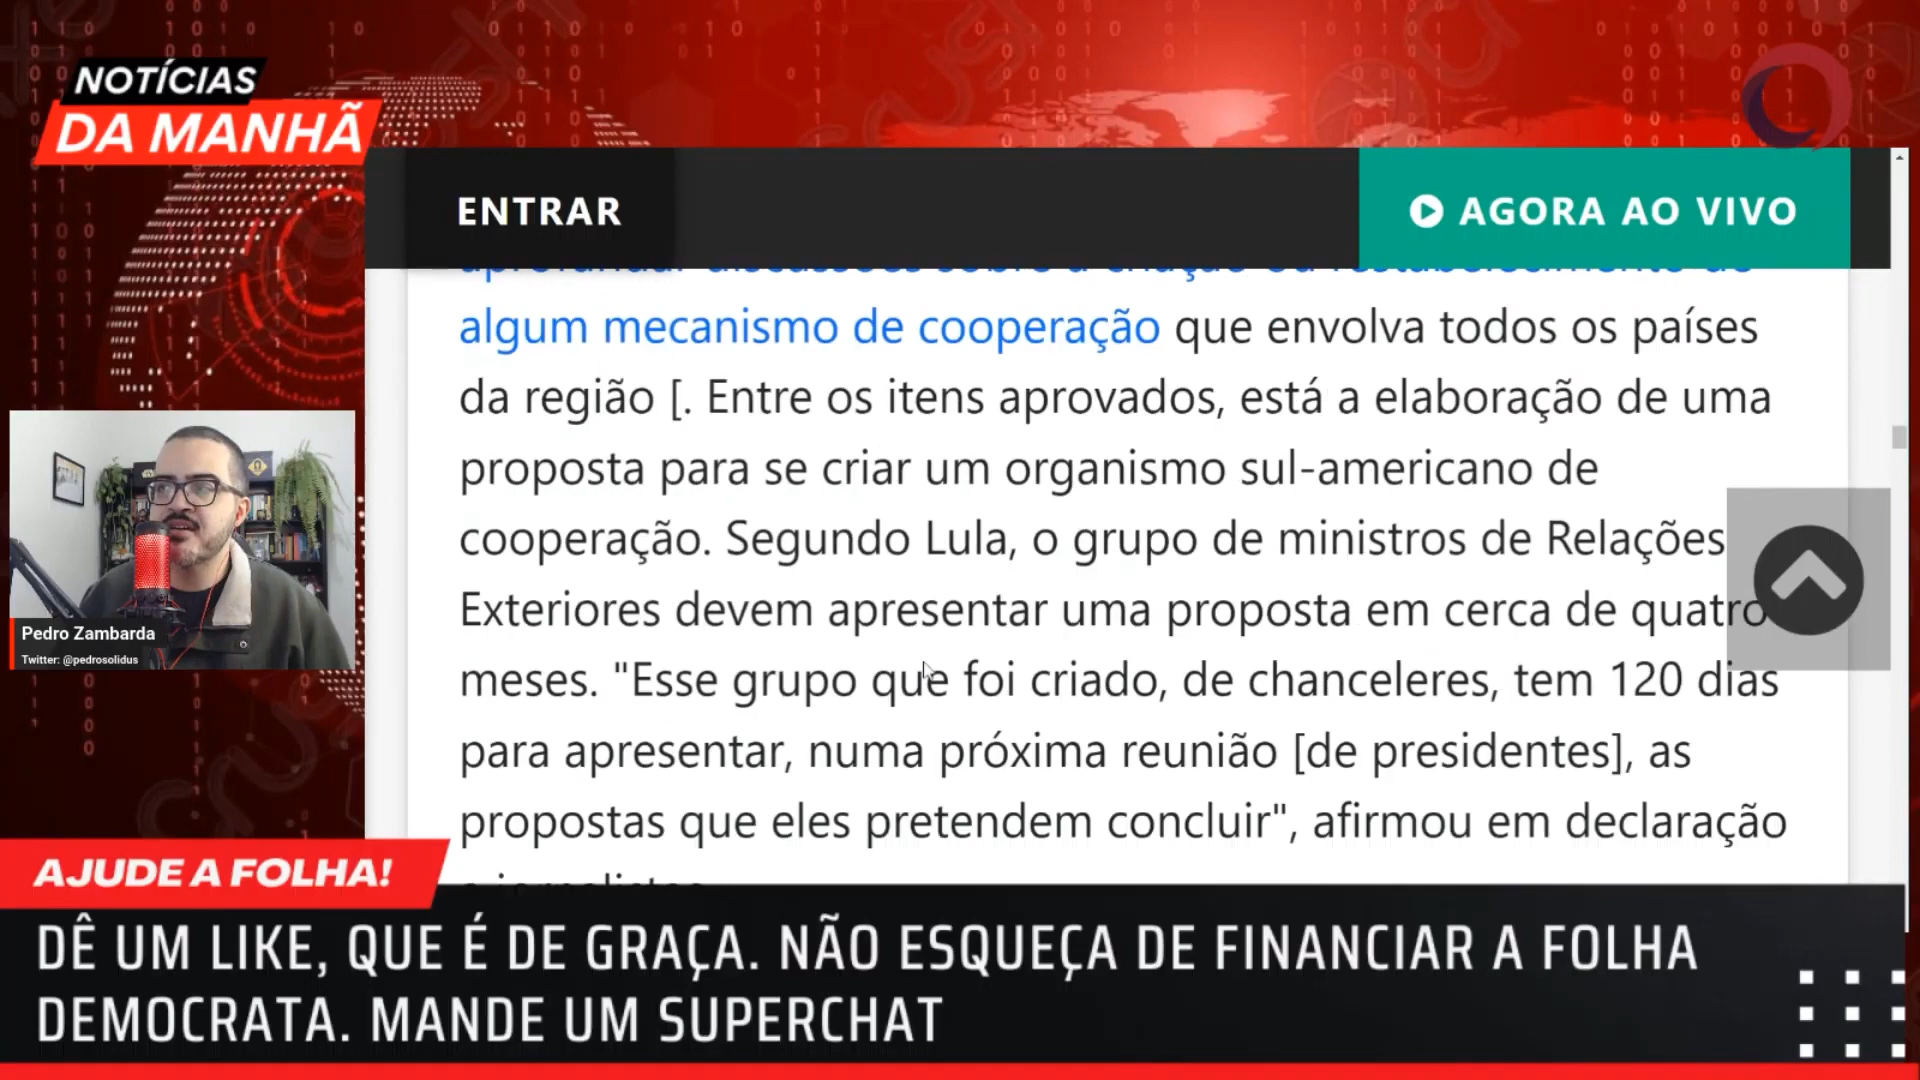 NOTÍCIAS
DA MANHÃ
ENTRAR
AGORA AO VIVO
algum mecanismo de cooperação que envolva todos os países
da região [. Entre os itens aprovados, está a elaboração de uma
proposta para se criar um organismo sul-americano de
cooperação. Segundo Lula, o grupo de ministros de Relações
Exteriores devem apresentar uma proposta em cerca de quatro
meses. "Esse grupo que foi criado, de chanceleres, tem 120 dias
para apresentar, numa próxima reunião [de presidentes], as
propostas que eles pretendem concluir", afirmou em declaração
Pedro Zambarda
Twitter: @pedrosolidus
AJUDE A FOLHA!
DÊ UM LIKE, QUE É DE GRAÇA. NÃO ESQUEÇA DE FINANCIAR A FOLHA
DEMOCRATA. MANDE UM SUPERCHAT